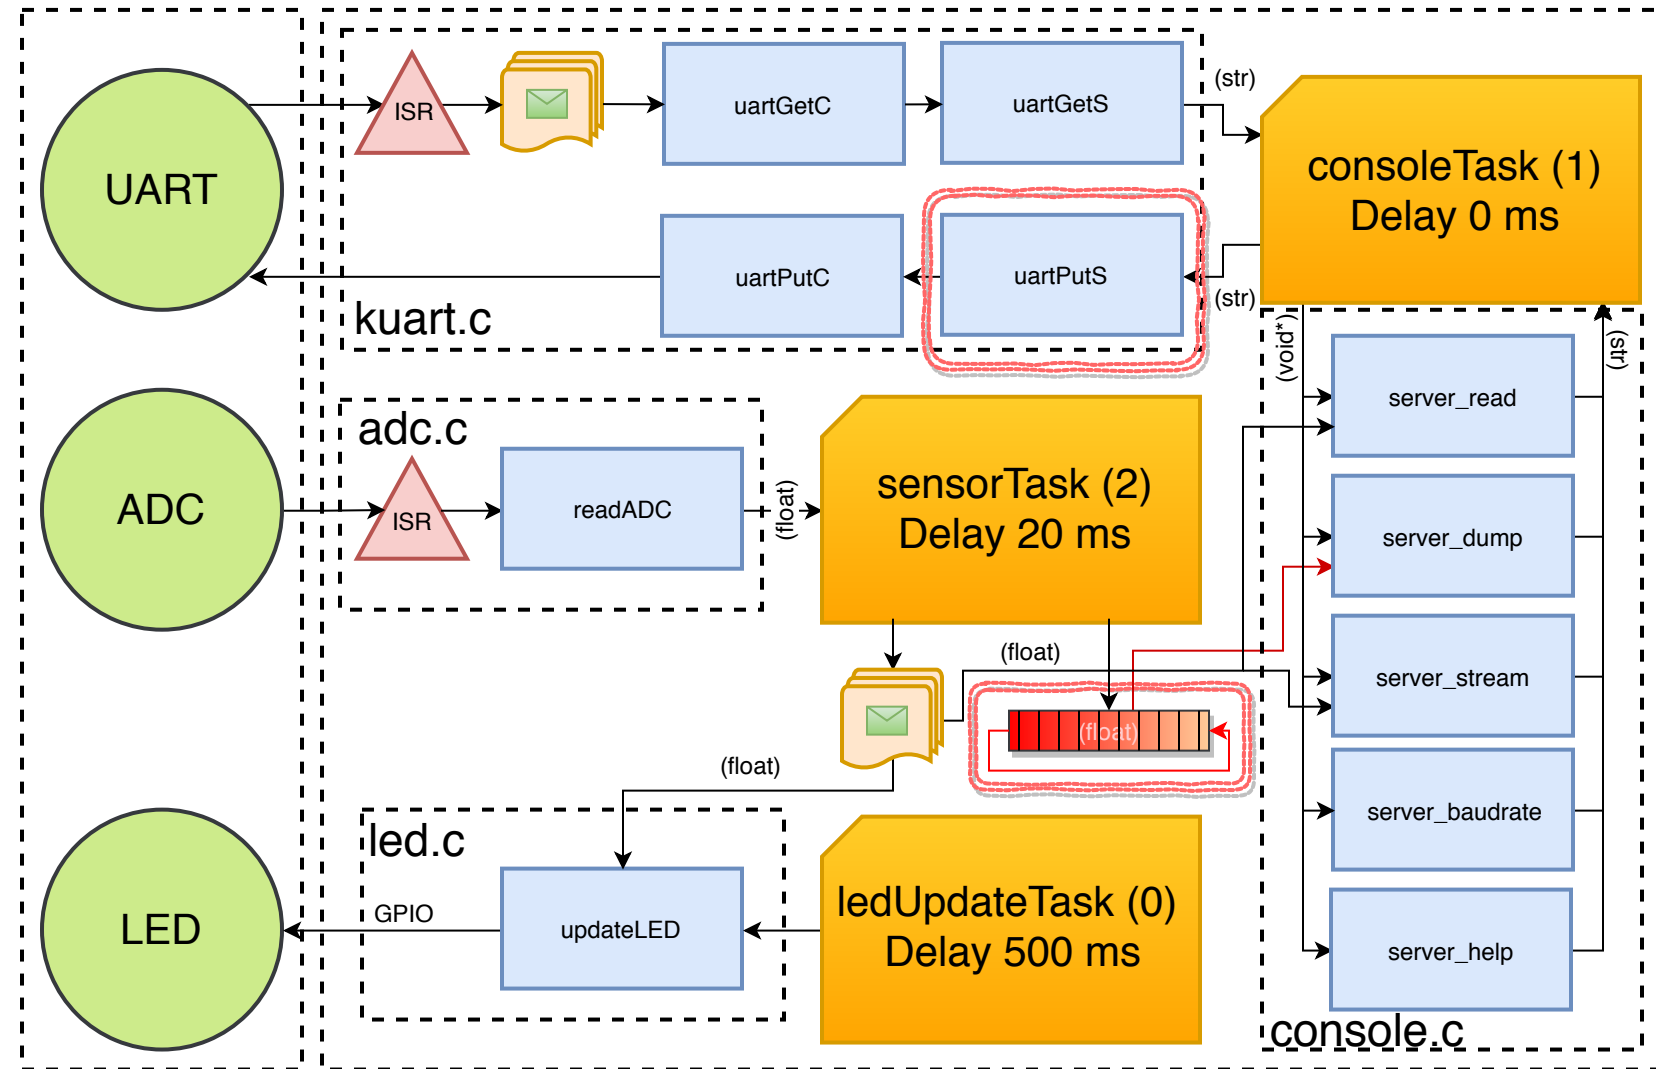 UART
ISR
uartGetC
uartGetS
(str)
consoleTask (1)
Delay 0 ms
uartPutC
uartPutS
(str)
kuart.c
(void*)
(str)
server_read
ADC
adc.c
ISR
readADC
(float)
sensorTask (2)
Delay 20 ms
server_dump
(float)
server_stream
(float)
(float)
led.c
LED
GPIO
updateLED
ledUpdateTask (0)
Delay 500 ms
server_baudrate
server_help
console.c